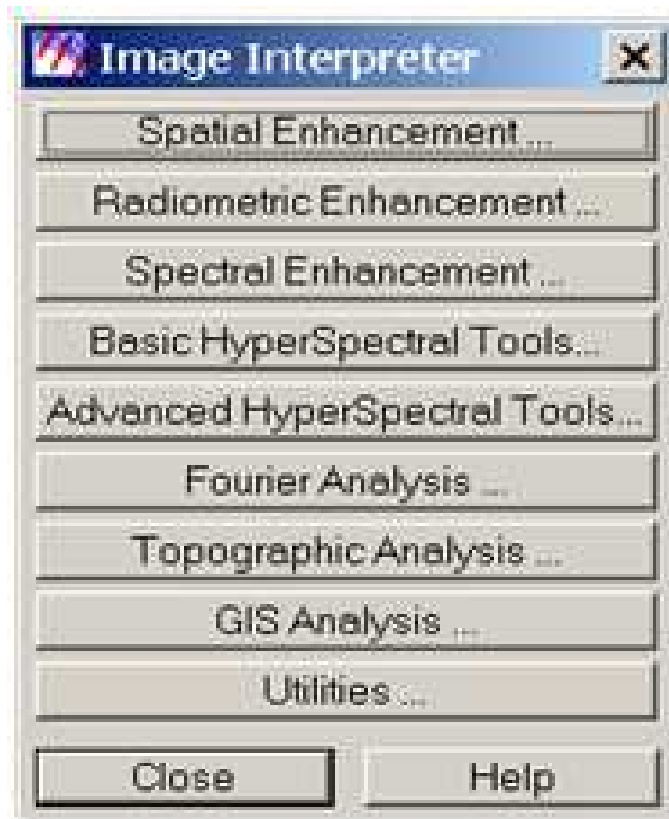 Image Interpreter
Spatial Enhancement ...
Radiometric Enhancement ...
Spectral Enhancement ...
Basic HyperSpectral Tools...
Advanced HyperSpectral Tools...
Fourier Analysis ...
Topographic Analysis ...
GIS Analysis ...
Utilities ...
Close Help